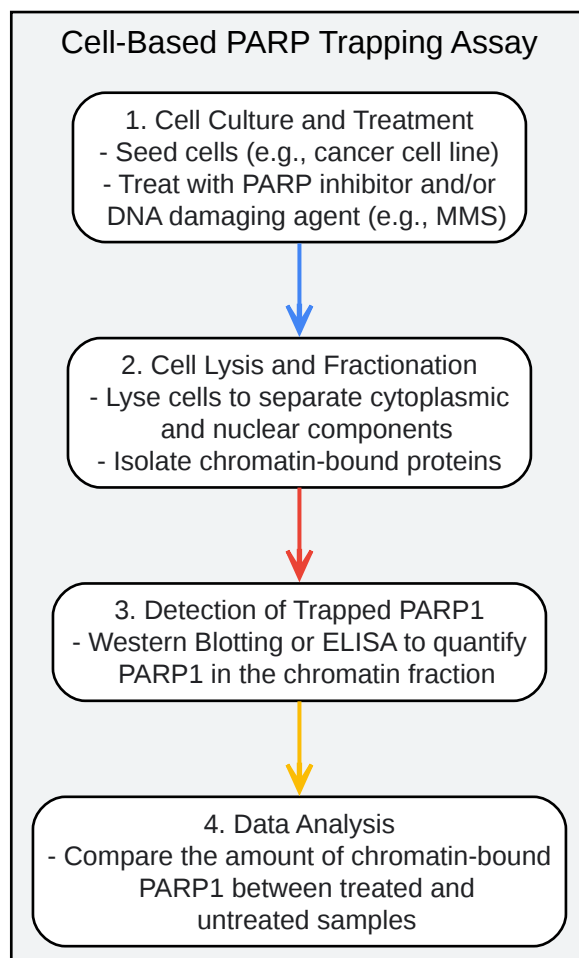 Cell-Based PARP Trapping Assay
1. Cell Culture and Treatment
- Seed cells (e.g., cancer cell line)
- Treat with PARP inhibitor and/or
DNA damaging agent (e.g., MMS)
2. Cell Lysis and Fractionation
- Lyse cells to separate cytoplasmic
and nuclear components
- Isolate chromatin-bound proteins
3. Detection of Trapped PARP1
- Western Blotting or ELISA to quantify
PARP1 in the chromatin fraction
4. Data Analysis
- Compare the amount of chromatin-bound
PARP1 between treated and
untreated samples